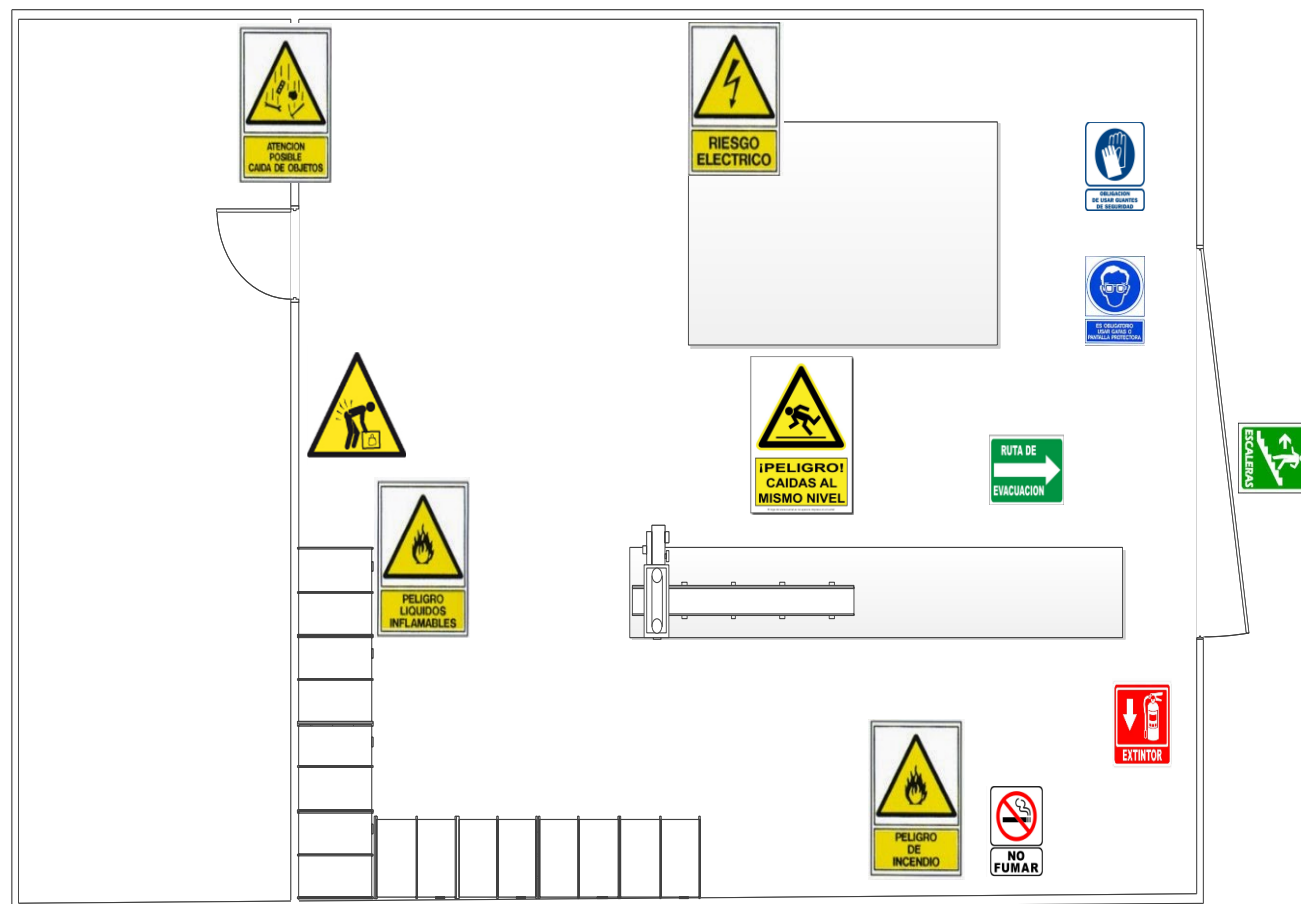 ATENCION
POSIBLE
CAIDA DE OBJETOS
RIESGO
ELECTRICO
OBLIGACION
DE USAR GUANTES
DE SEGURIDAD
ES OBLIGATORIO
USAR GAFAS O
PANTALLA PROTECTORA
¡PELIGRO!
CAIDAS AL
MISMO NIVEL
RUTA DE
EVACUACION
ESCALERAS
PELIGRO
LIQUIDOS
INFLAMABLES
EXTINTOR
PELIGRO
DE
INCENDIO
NO
FUMAR